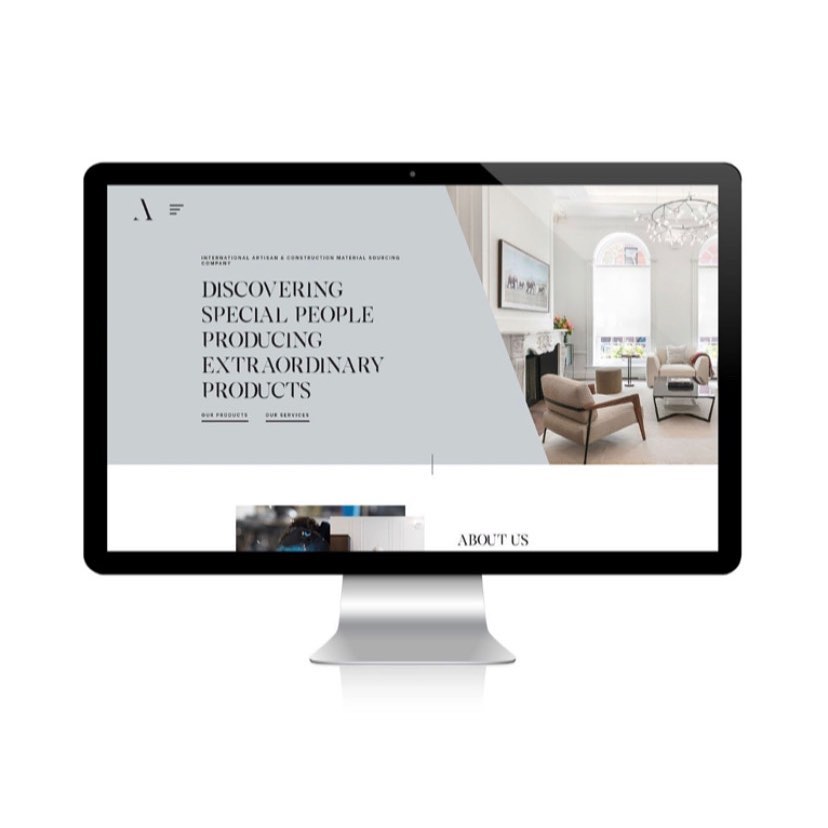 A
INTERNATIONAL ARTISAN & CONSTRUCTION MATERIAL SOURCING
COMPANY
DISCOVERING
SPECIAL PEOPLE
PRODUCING
EXTRAORDINARY
PRODUCTS
OUR PRODUCTS OUR SERVICES
ABOUT US